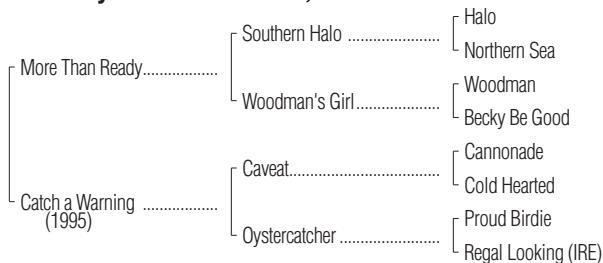 Halo
Southern Halo ....................
Northern Sea
More Than Ready.................
Woodman
Woodman's Girl....................
Becky Be Good
Cannonade
Caveat.............................
Cold Hearted
Catch a Warning .................
(1995)
Proud Birdie
Oystercatcher ......................
Regal Looking (IRE)